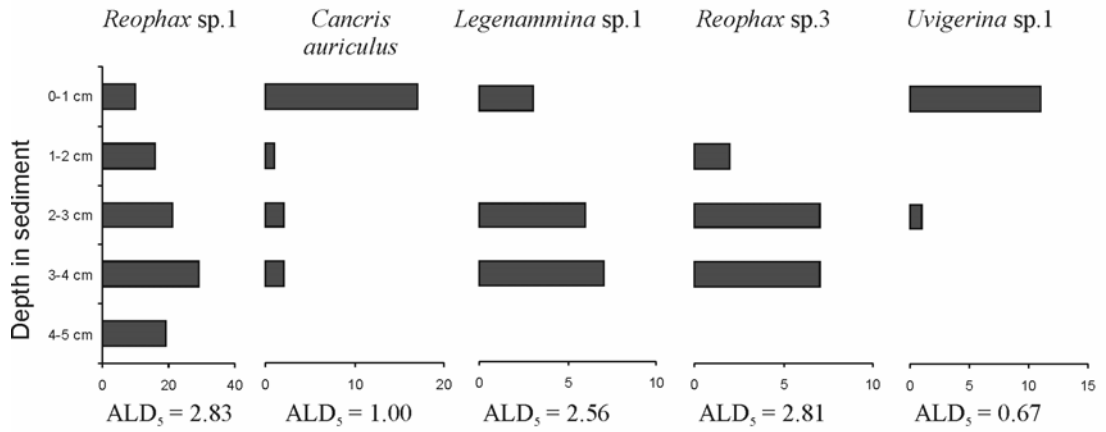 Reophax sp.1 Cancris auriculus Legenammina sp.1 Reophax sp.3 Uvigerina sp.1
Depth in sediment
0-1 cm
1-2 cm
2-3 cm
3-4 cm
4-5 cm
0 20 40 0 10 20 0 5 10 0 5 10 0 5 10 15
ALD₅ = 2.83 ALD₅ = 1.00 ALD₅ = 2.56 ALD₅ = 2.81 ALD₅ = 0.67